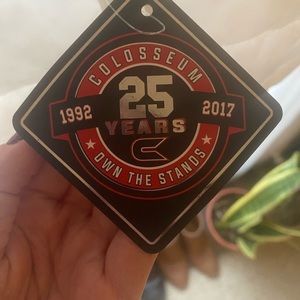 COLOSSEUM
25
1992 2017
YEARS
OWN THE STANDS